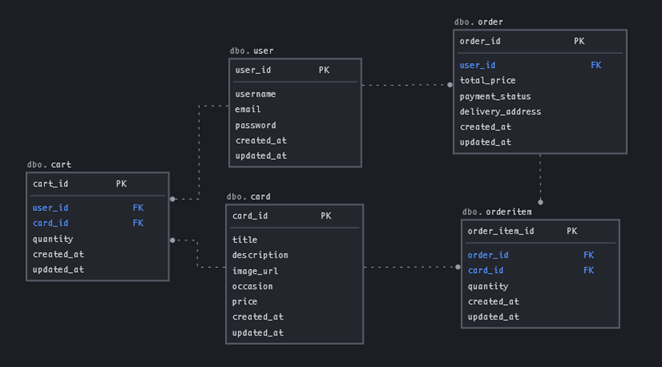 dbo. order
order_id PK
user_id FK
total_price
payment_status
delivery_address
created_at
updated_at
dbo. user
user_id PK
username
email
password
created_at
updated_at
dbo. cart
cart_id PK
user_id FK
card_id FK
quantity
created_at
updated_at
dbo. card
card_id PK
title
description
image_url
occasion
price
created_at
updated_at
dbo. orderitem
order_item_id PK
order_id FK
card_id FK
quantity
created_at
updated_at